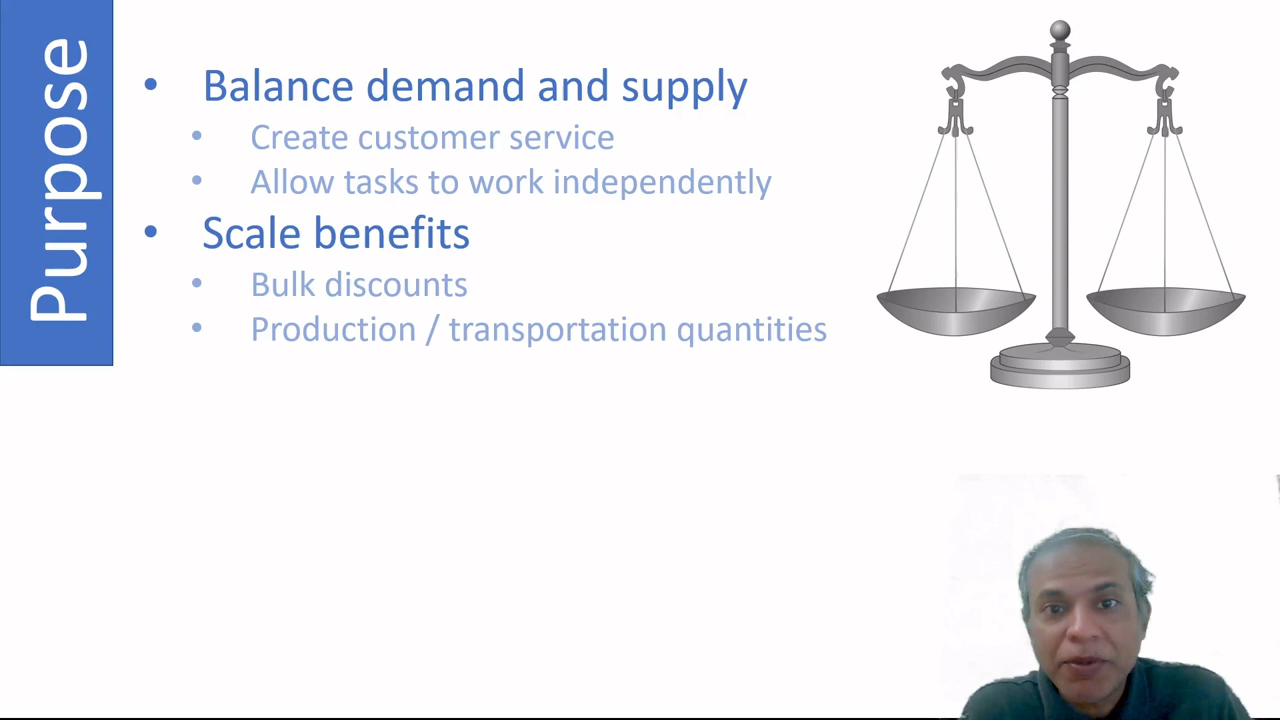 Purpose
• Balance demand and supply
• Create customer service
• Allow tasks to work independently
• Scale benefits
• Bulk discounts
• Production / transportation quantities